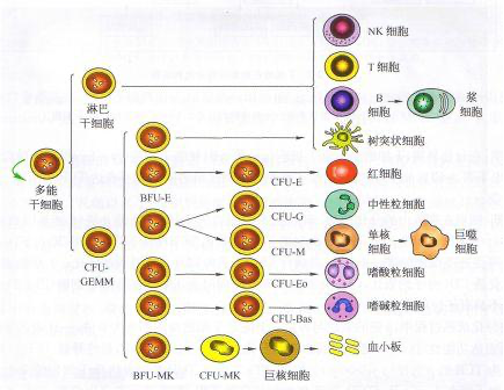 NK 细胞
T 细胞
B
细胞
浆
细胞
淋巴
干细胞
树突状细胞
BFU-E
CFU-E
红细胞
多能
干细胞
CFU-G
中性粒细胞
CFU-
GEMM
CFU-M
单核
细胞
巨噬
细胞
CFU-Eo
嗜酸粒细胞
CFU-Bas
嗜碱粒细胞
BFU-MK
CFU-MK
巨核细胞
血小板